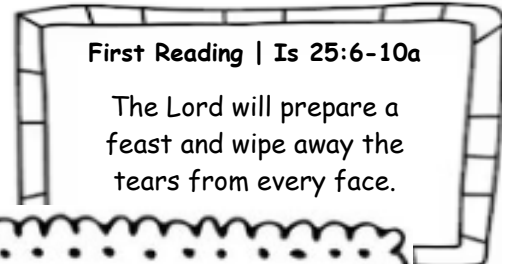 First Reading | Is 25:6-10a
The Lord will prepare a
feast and wipe away the
tears from every face.